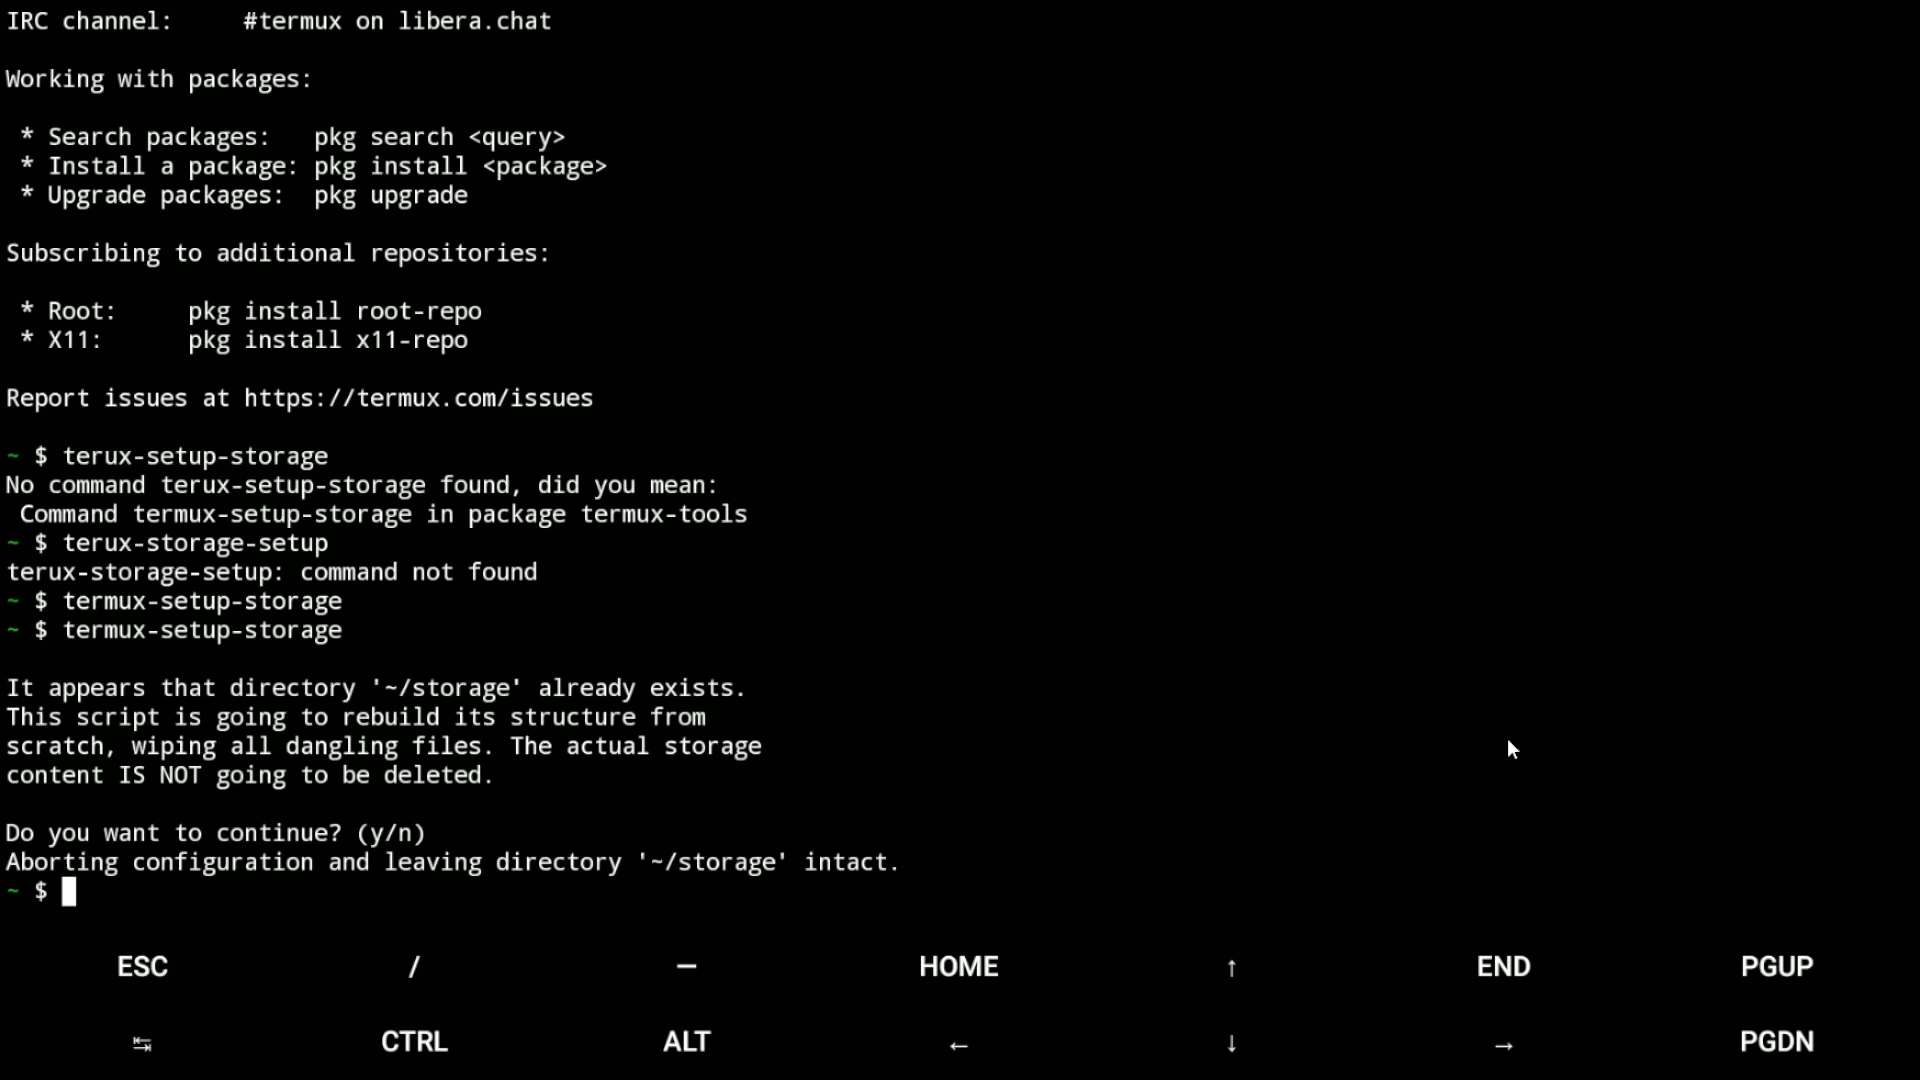 IRC channel:     #termux on libera.chat
Working with packages:
 * Search packages:   pkg search <query>
 * Install a package: pkg install <package>
 * Upgrade packages:  pkg upgrade
Subscribing to additional repositories:
 * Root:     pkg install root-repo
 * X11:      pkg install x11-repo
Report issues at https://termux.com/issues
~ $ terux-setup-storage
No command terux-setup-storage found, did you mean:
 Command termux-setup-storage in package termux-tools
~ $ terux-storage-setup
terux-storage-setup: command not found
~ $ termux-setup-storage
~ $ termux-setup-storage
It appears that directory '~/storage' already exists.
This script is going to rebuild its structure from
scratch, wiping all dangling files. The actual storage
content IS NOT going to be deleted.
Do you want to continue? (y/n)
Aborting configuration and leaving directory '~/storage' intact.
~ $
ESC / — HOME ↑ END PGUP
↹ CTRL ALT ← ↓ → PGDN